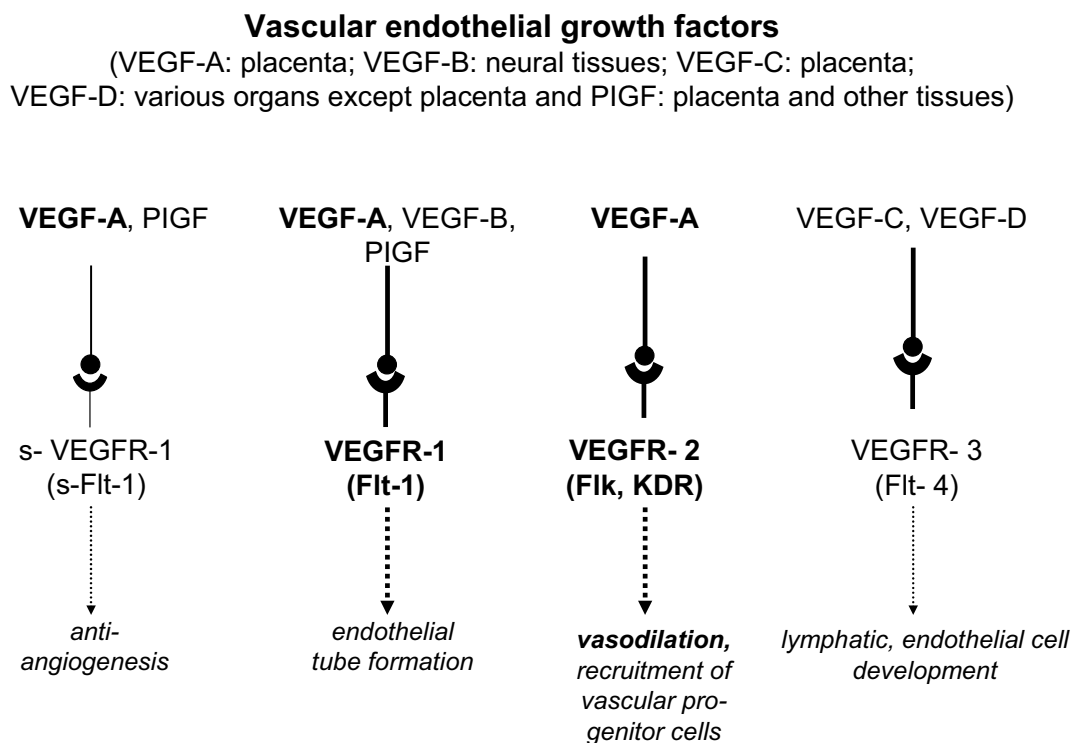 Vascular endothelial growth factors
(VEGF-A: placenta; VEGF-B: neural tissues; VEGF-C: placenta;
VEGF-D: various organs except placenta and PIGF: placenta and other tissues)
VEGF-A, PIGF
VEGF-A, VEGF-B,
PIGF
VEGF-A
VEGF-C, VEGF-D
s- VEGFR-1
(s-Flt-1)
VEGFR-1
(Flt-1)
VEGFR- 2
(Flk, KDR)
VEGFR- 3
(Flt- 4)
anti-
angiogenesis
endothelial
tube formation
vasodilation,
recruitment of
vascular pro-
genitor cells
lymphatic, endothelial cell
development